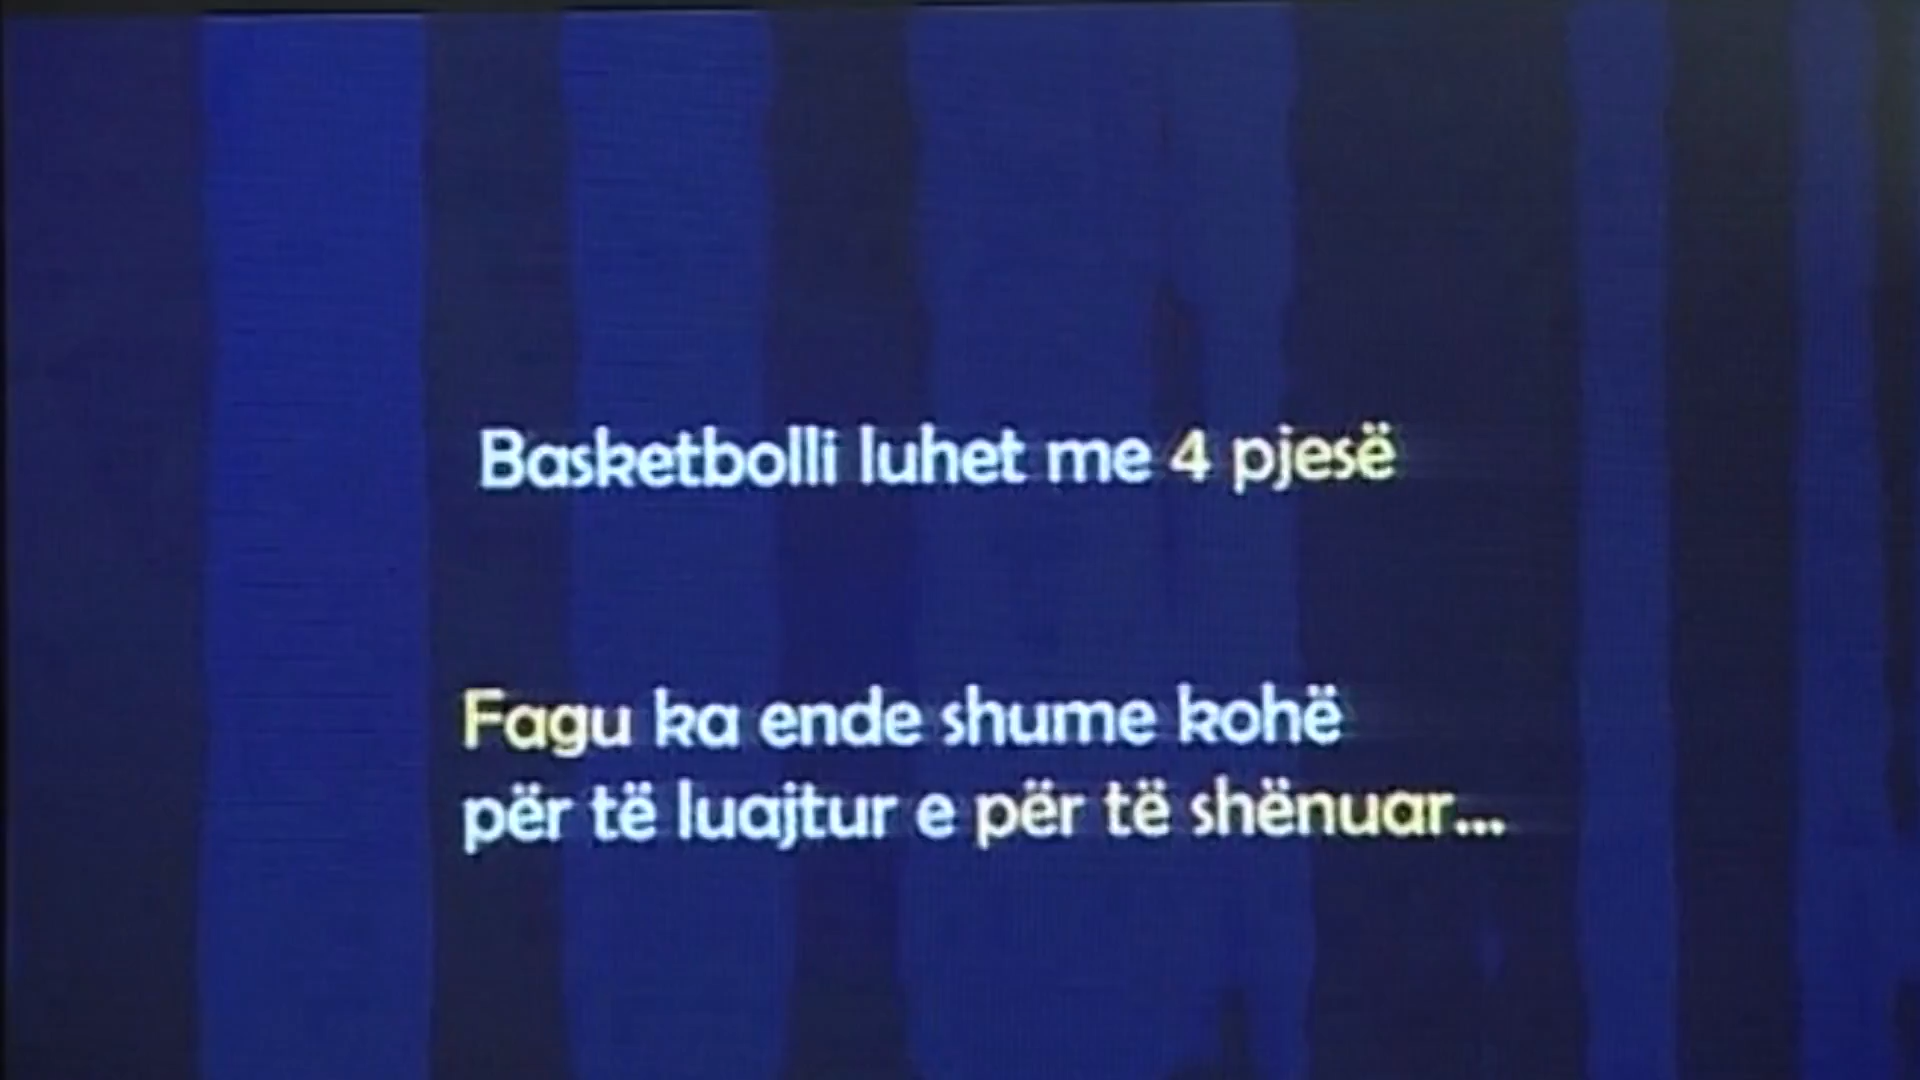 Basketbolli luhet me 4 pjesë
Fagu ka ende shume kohë
për të luajtur e për të shënuar...